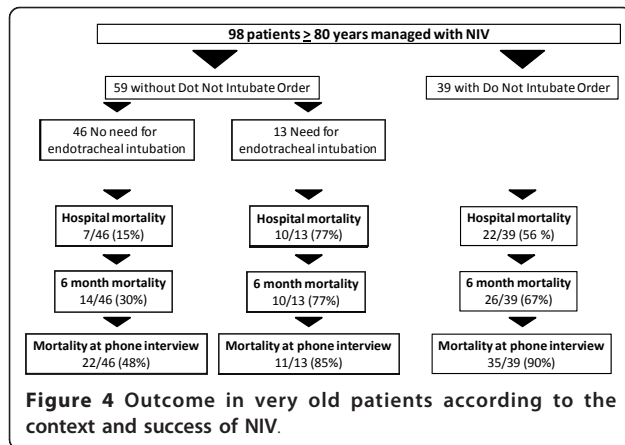 98 patients ≥ 80 years managed with NIV
59 without Dot Not Intubate Order
39 with Do Not Intubate Order
46 No need for
endotracheal intubation
13 Need for
endotracheal intubation
Hospital mortality
7/46 (15%)
Hospital mortality
10/13 (77%)
Hospital mortality
22/39 (56 %)
6 month mortality
14/46 (30%)
6 month mortality
10/13 (77%)
6 month mortality
26/39 (67%)
Mortality at phone interview
22/46 (48%)
Mortality at phone interview
11/13 (85%)
Mortality at phone interview
35/39 (90%)
Figure 4 Outcome in very old patients according to the
context and success of NIV.